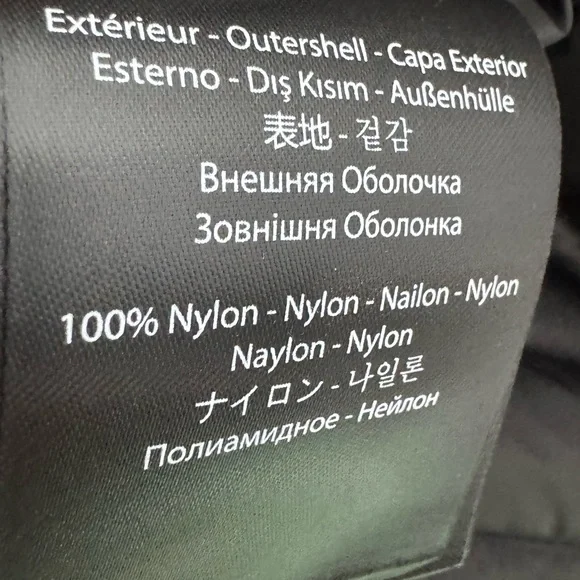 Extérieur - Outershell - Capa Exterior
Esterno - Dış Kısım - Außenhülle
表地 - 겉감
Внешняя Оболочка
Зовнішня Оболонка
100% Nylon - Nylon - Nailon - Nylon
Naylon - Nylon
ナイロン - 나일론
Полиамидное - Нейлон